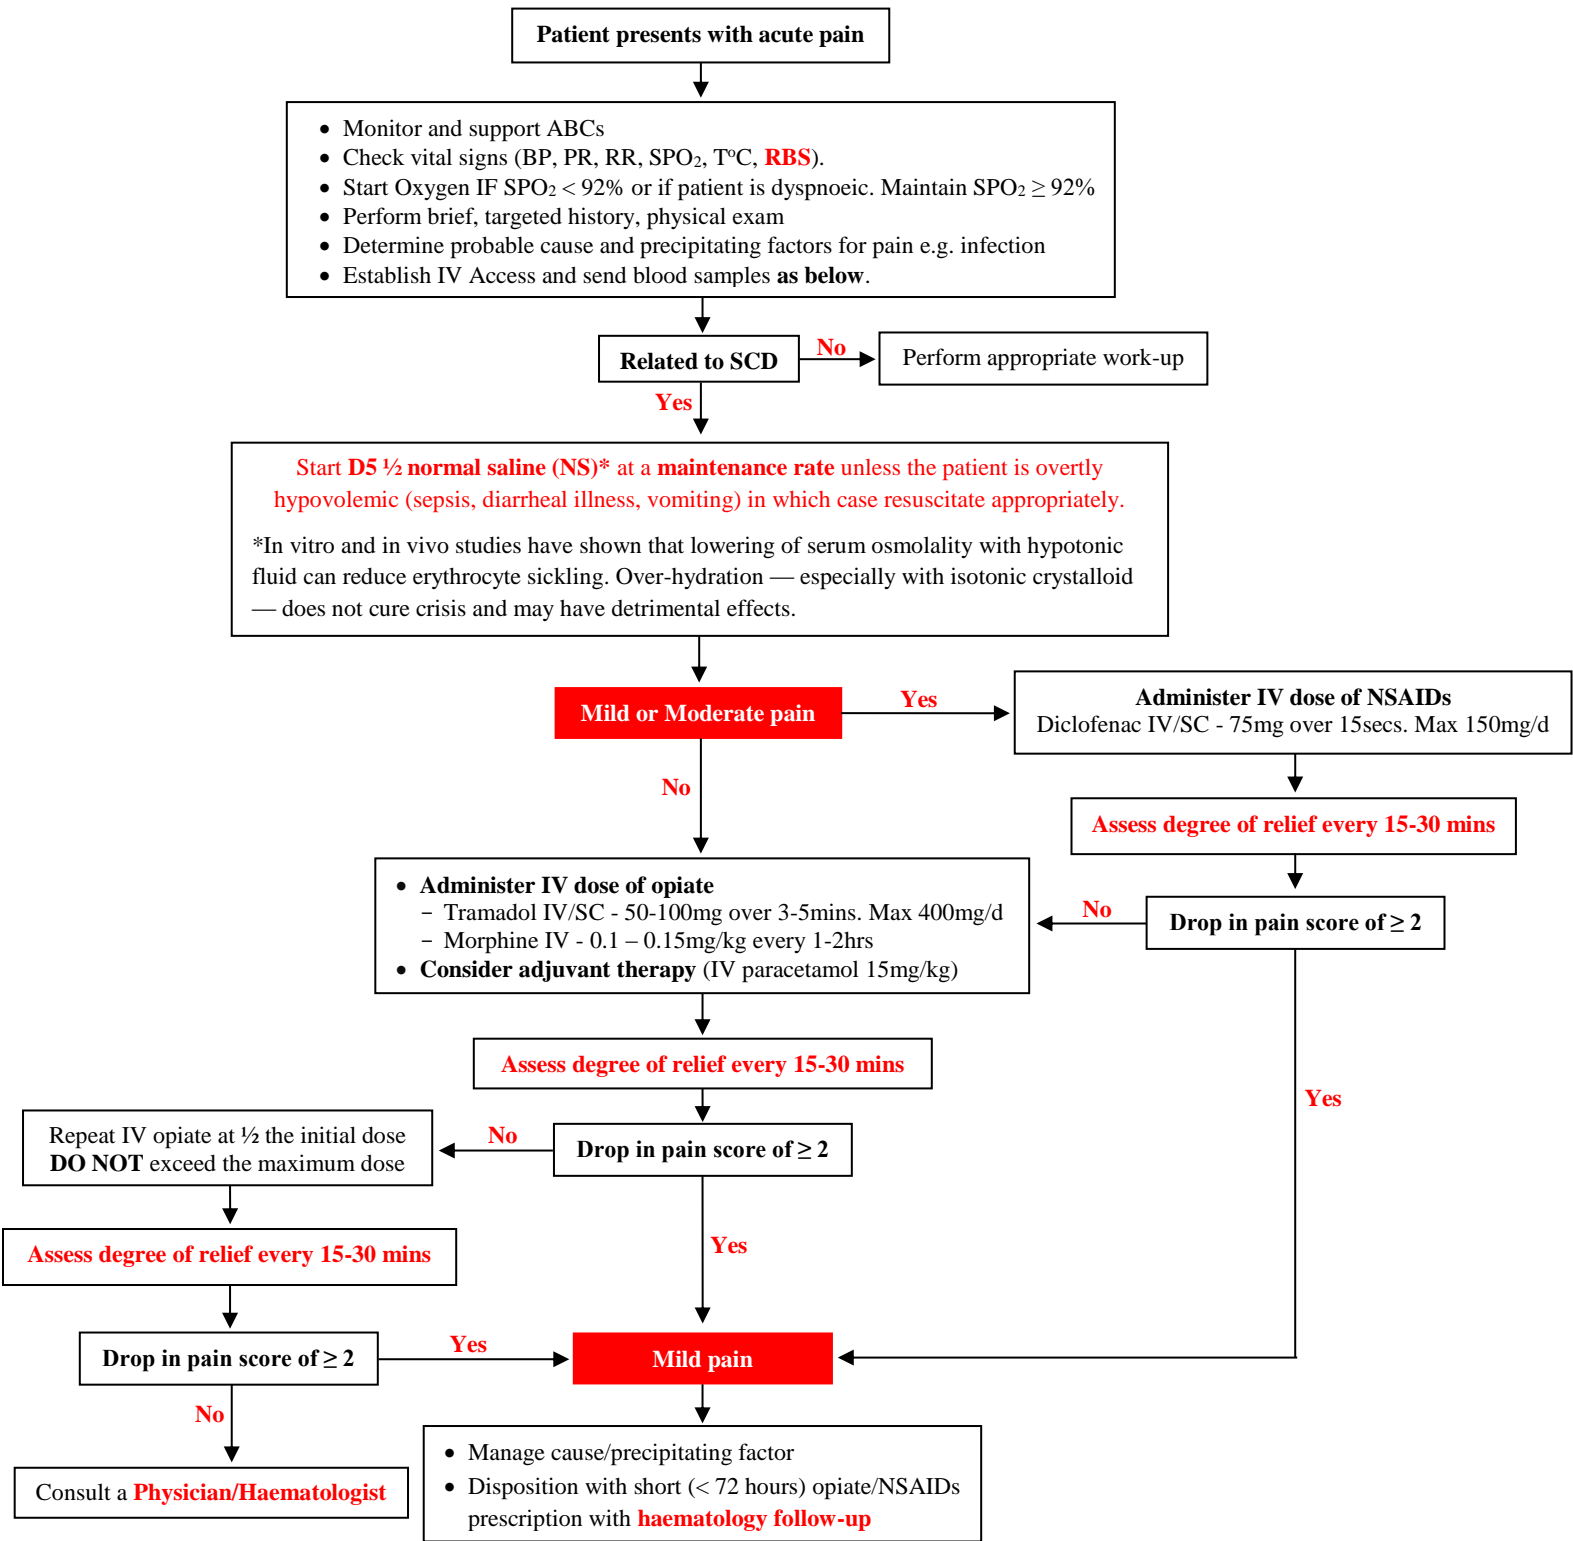 Patient presents with acute pain
• Monitor and support ABCs
• Check vital signs (BP, PR, RR, SPO₂, TºC, RBS).
• Start Oxygen IF SPO₂ < 92% or if patient is dyspnoeic. Maintain SPO₂ ≥ 92%
• Perform brief, targeted history, physical exam
• Determine probable cause and precipitating factors for pain e.g. infection
• Establish IV Access and send blood samples as below.
Related to SCD
No
Perform appropriate work-up
Yes
Start D5 ½ normal saline (NS)* at a maintenance rate unless the patient is overtly
hypovolemic (sepsis, diarrheal illness, vomiting) in which case resuscitate appropriately.
*In vitro and in vivo studies have shown that lowering of serum osmolality with hypotonic
fluid can reduce erythrocyte sickling. Over-hydration — especially with isotonic crystalloid
— does not cure crisis and may have detrimental effects.
Mild or Moderate pain
Yes
Administer IV dose of NSAIDs
Diclofenac IV/SC - 75mg over 15secs. Max 150mg/d
No
Assess degree of relief every 15-30 mins
• Administer IV dose of opiate
− Tramadol IV/SC - 50-100mg over 3-5mins. Max 400mg/d
− Morphine IV - 0.1 – 0.15mg/kg every 1-2hrs
• Consider adjuvant therapy (IV paracetamol 15mg/kg)
No
Drop in pain score of ≥ 2
Assess degree of relief every 15-30 mins
Yes
Repeat IV opiate at ½ the initial dose
DO NOT exceed the maximum dose
No
Drop in pain score of ≥ 2
Assess degree of relief every 15-30 mins
Yes
Drop in pain score of ≥ 2
Yes
Mild pain
No
• Manage cause/precipitating factor
• Disposition with short (< 72 hours) opiate/NSAIDs
prescription with haematology follow-up
Consult a Physician/Haematologist